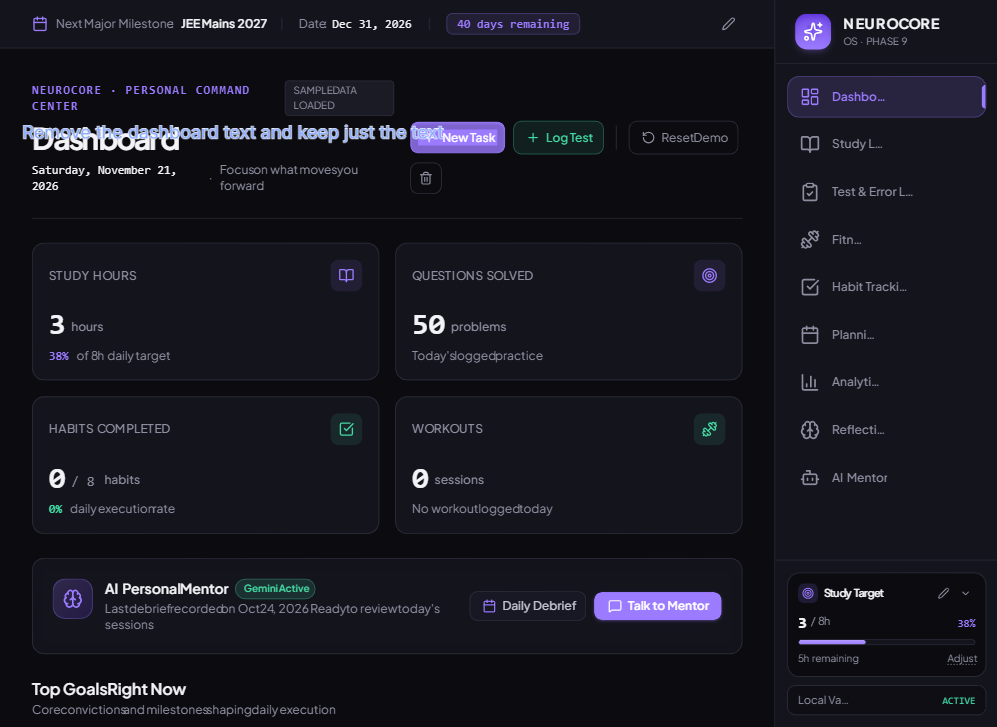 Next Major Milestone JEE Mains 2027 Date Dec 31, 2026 40 days remaining
NEUROCORE · PERSONAL COMMAND CENTER
SAMPLE DATA LOADED
Remove the dashboard text and keep just the text
Dashboard
New Task
Log Test
Reset Demo
Saturday, November 21, 2026
· Focus on what moves you forward
STUDY HOURS
3 hours
38% of 8h daily target
QUESTIONS SOLVED
50 problems
Today's logged practice
HABITS COMPLETED
0 / 8 habits
0% daily execution rate
WORKOUTS
0 sessions
No workout logged today
AI Personal Mentor Gemini Active
Last debrief recorded on Oct 24, 2026 Ready to review today's
sessions
Daily Debrief
Talk to Mentor
Top Goals Right Now
Core convictions and milestones shaping daily execution
NEUROCORE
OS · PHASE 9
Dashbo...
Study L...
Test & Error L...
Fitn...
Habit Tracki...
Planni...
Analyti...
Reflecti...
AI Mentor
Study Target
3 / 8h 38%
5h remaining Adjust
Local Va... ACTIVE